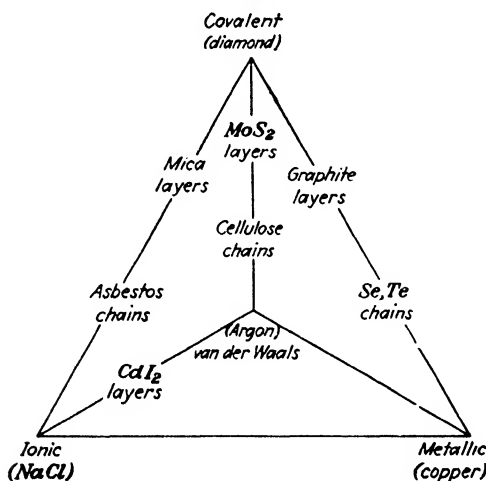 Covalent
(diamond)
MoS₂
layers
Mica
layers
Graphite
layers
Cellulose
chains
Asbestos
chains
Se, Te
chains
(Argon)
van der Waals
CdI₂
layers
Ionic
(NaCl)
Metallic
(copper)